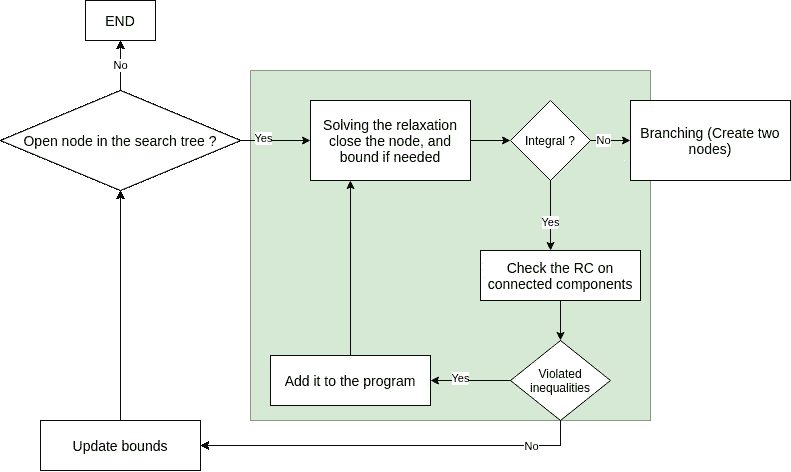 END
No
Open node in the search tree ?
Yes
Solving the relaxation
close the node, and
bound if needed
Integral ?
No
Branching (Create two
nodes)
Yes
Check the RC on
connected components
Violated
inequalities
Yes
Add it to the program
No
Update bounds